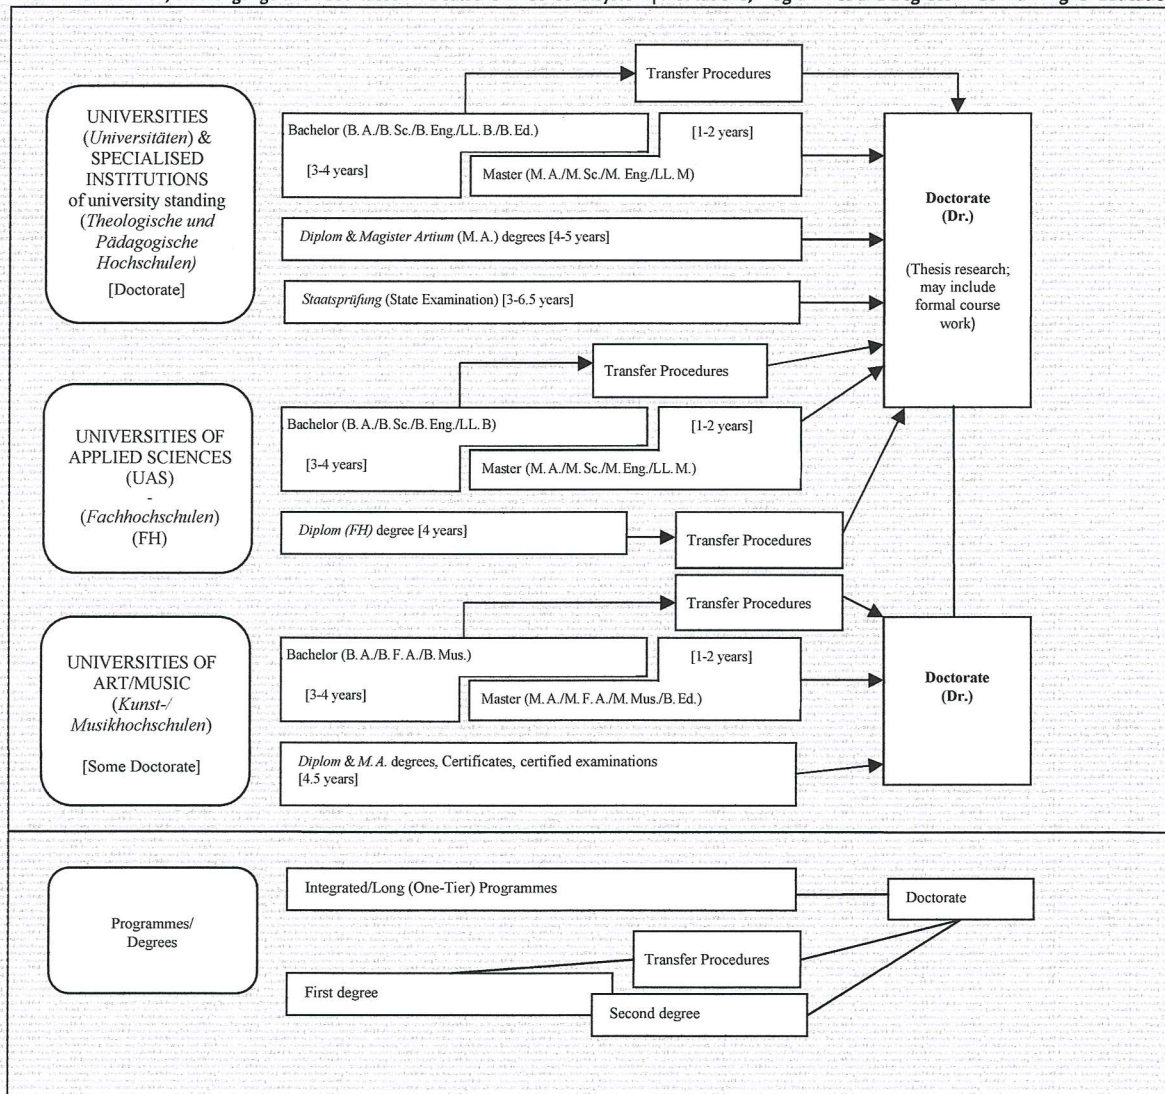 UNIVERSITIES
(Universitäten) &
SPECIALISED
INSTITUTIONS
of university standing
(Theologische und
Pädagogische
Hochschulen)
[Doctorate]
Transfer Procedures
Bachelor (B. A./B. Sc./B. Eng./LL. B./B. Ed.)
[3-4 years]
[1-2 years]
Master (M. A./M. Sc./M. Eng./LL. M)
Diplom & Magister Artium (M. A.) degrees [4-5 years]
Staatsprüfung (State Examination) [3-6.5 years]
Doctorate
(Dr.)
(Thesis research;
may include
formal course
work)
UNIVERSITIES OF
APPLIED SCIENCES
(UAS)
-
(Fachhochschulen)
(FH)
Transfer Procedures
Bachelor (B. A./B. Sc./B. Eng./LL. B)
[3-4 years]
[1-2 years]
Master (M. A./M. Sc./M. Eng./LL. M.)
Diplom (FH) degree [4 years]
Transfer Procedures
UNIVERSITIES OF
ART/MUSIC
(Kunst-/
Musikhochschulen)
[Some Doctorate]
Transfer Procedures
Bachelor (B. A./B. F. A./B. Mus.)
[3-4 years]
[1-2 years]
Master (M. A./M. F. A./M. Mus./B. Ed.)
Diplom & M. A. degrees, Certificates, certified examinations
[4.5 years]
Doctorate
(Dr.)
Programmes/
Degrees
Integrated/Long (One-Tier) Programmes
Doctorate
Transfer Procedures
First degree
Second degree